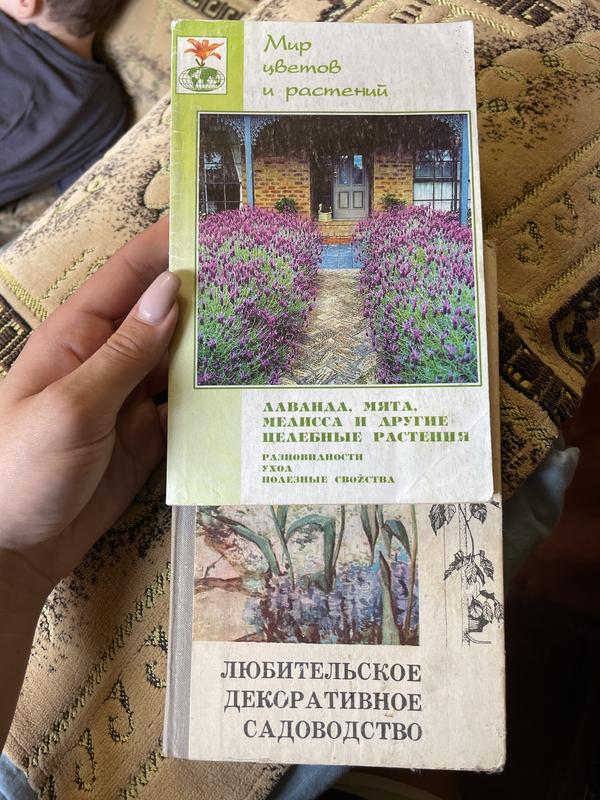 Мир
цветов
и растений
ЛАВАНДА, МЯТА,
МЕЛИССА И ДРУГИЕ
ЦЕЛЕБНЫЕ РАСТЕНИЯ
РАЗНОВИДНОСТИ
УХОД
ПОЛЕЗНЫЕ СВОЙСТВА
ЛЮБИТЕЛЬСКОЕ
ДЕКОРАТИВНОЕ
САДОВОДСТВО